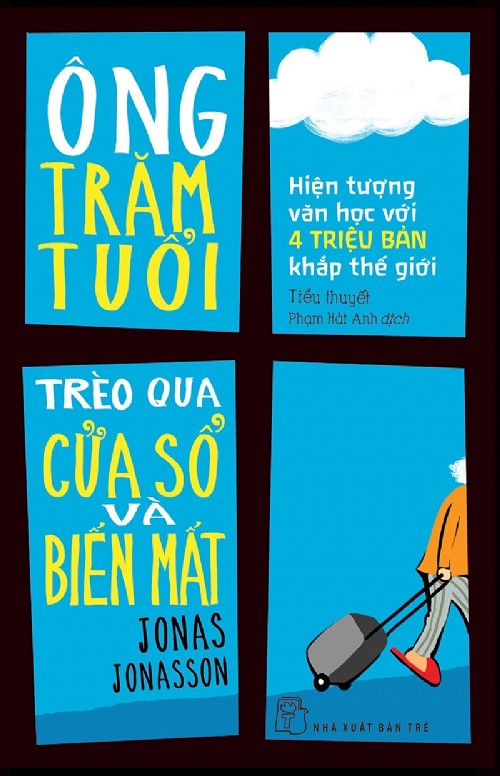 ÔNG
TRĂM
TUỔI
Hiện tượng
văn học với
4 TRIỆU BẢN
khắp thế giới
Tiểu thuyết
Phạm Hải Anh dịch
TRÈO QUA
CỬA SỔ
VÀ
BIẾN MẤT
JONAS
JONASSON
NHÀ XUẤT BẢN TRẺ